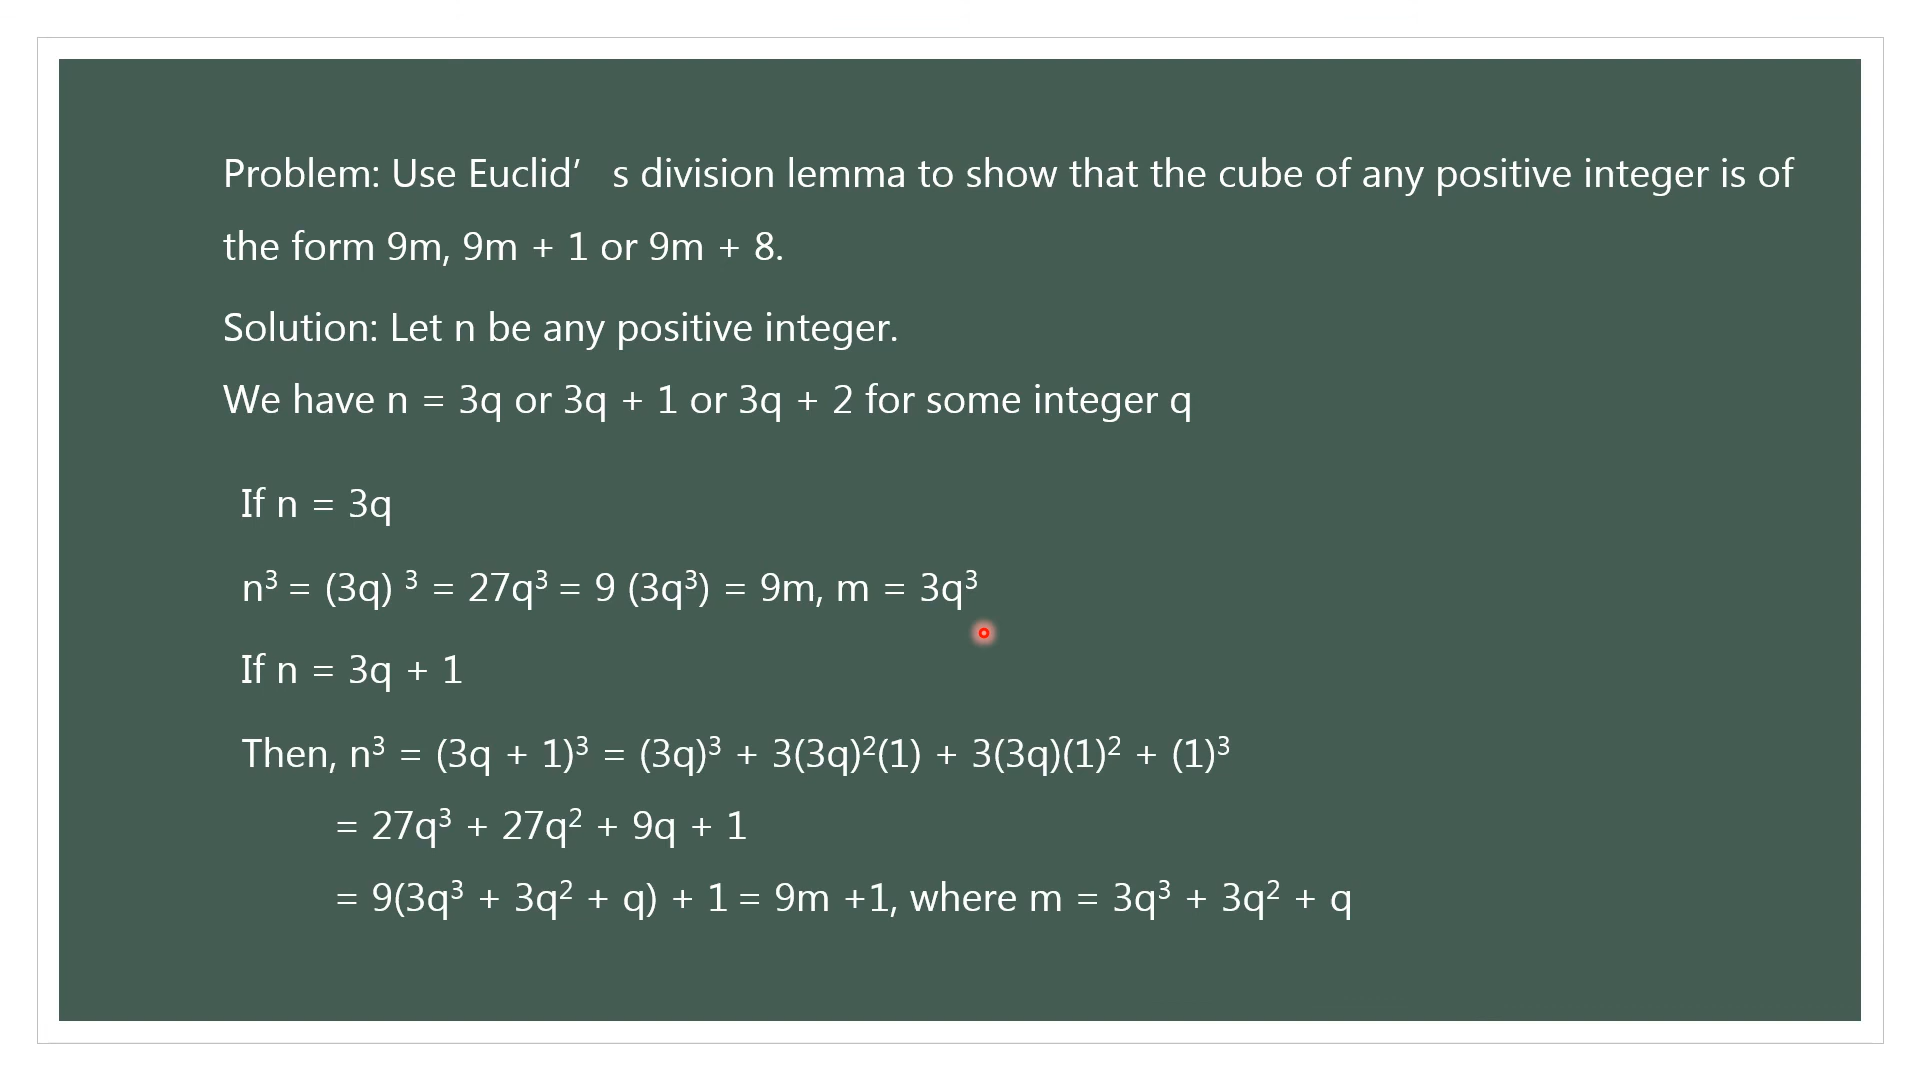 Problem: Use Euclid’ s division lemma to show that the cube of any positive integer is of
the form 9m, 9m + 1 or 9m + 8.
Solution: Let n be any positive integer.
We have n = 3q or 3q + 1 or 3q + 2 for some integer q
If n = 3q
n³ = (3q) ³ = 27q³ = 9 (3q³) = 9m, m = 3q³
If n = 3q + 1
Then, n³ = (3q + 1)³ = (3q)³ + 3(3q)²(1) + 3(3q)(1)² + (1)³
= 27q³ + 27q² + 9q + 1
= 9(3q³ + 3q² + q) + 1 = 9m +1, where m = 3q³ + 3q² + q